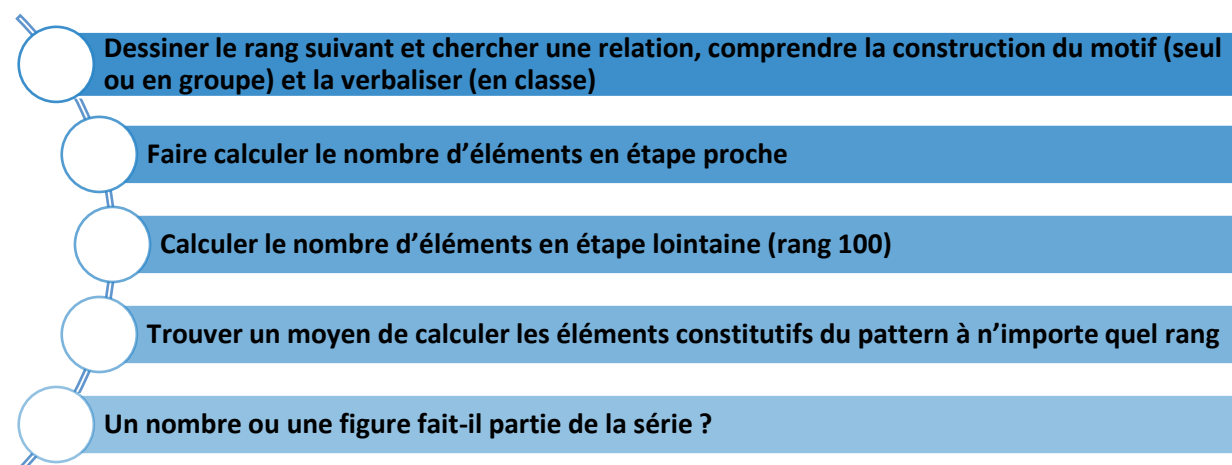 Dessiner le rang suivant et chercher une relation, comprendre la construction du motif (seul
ou en groupe) et la verbaliser (en classe)
Faire calculer le nombre d’éléments en étape proche
Calculer le nombre d’éléments en étape lointaine (rang 100)
Trouver un moyen de calculer les éléments constitutifs du pattern à n’importe quel rang
Un nombre ou une figure fait-il partie de la série ?